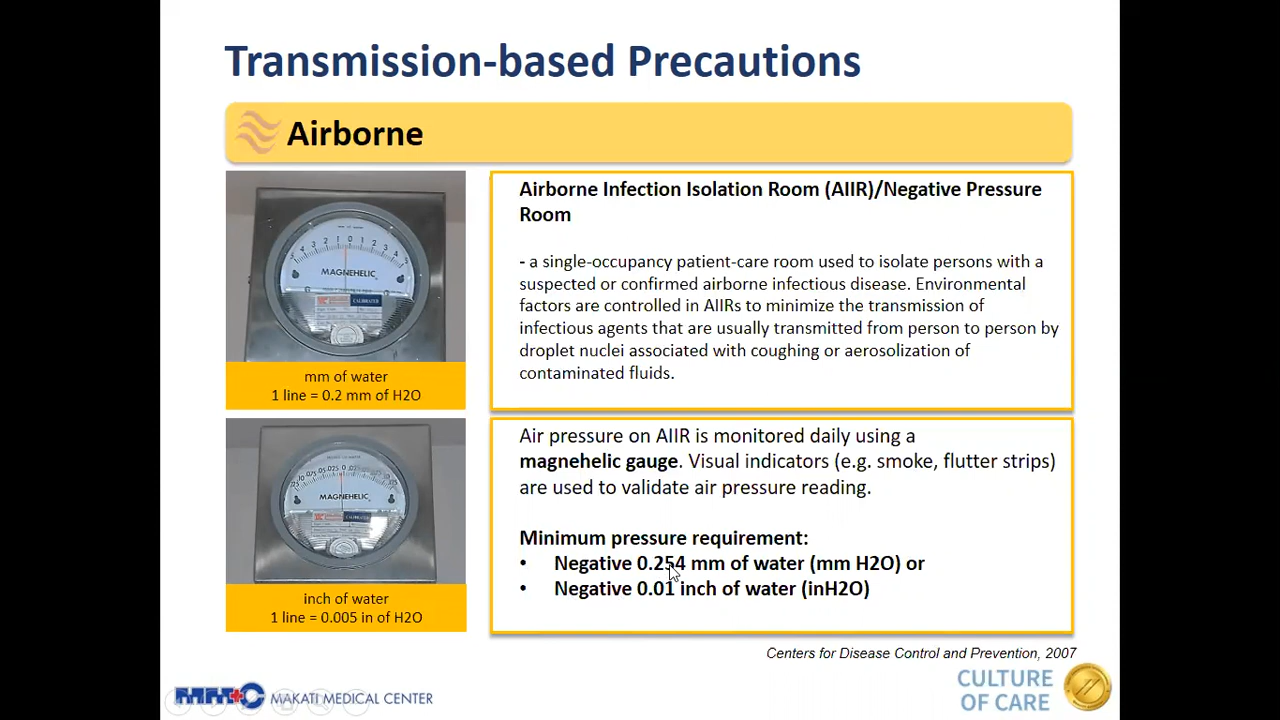 Transmission-based Precautions
Airborne
MAGNEHELIC
mm of water
1 line = 0.2 mm of H2O
Airborne Infection Isolation Room (AIIR)/Negative Pressure
Room
- a single-occupancy patient-care room used to isolate persons with a
suspected or confirmed airborne infectious disease. Environmental
factors are controlled in AIIRs to minimize the transmission of
infectious agents that are usually transmitted from person to person by
droplet nuclei associated with coughing or aerosolization of
contaminated fluids.
MAGNEHELIC
inch of water
1 line = 0.005 in of H2O
Air pressure on AIIR is monitored daily using a
magnehelic gauge. Visual indicators (e.g. smoke, flutter strips)
are used to validate air pressure reading.
Minimum pressure requirement:
• Negative 0.254 mm of water (mm H2O) or
• Negative 0.01 inch of water (inH2O)
Centers for Disease Control and Prevention, 2007
MAKATI MEDICAL CENTER
CULTURE
OF CARE